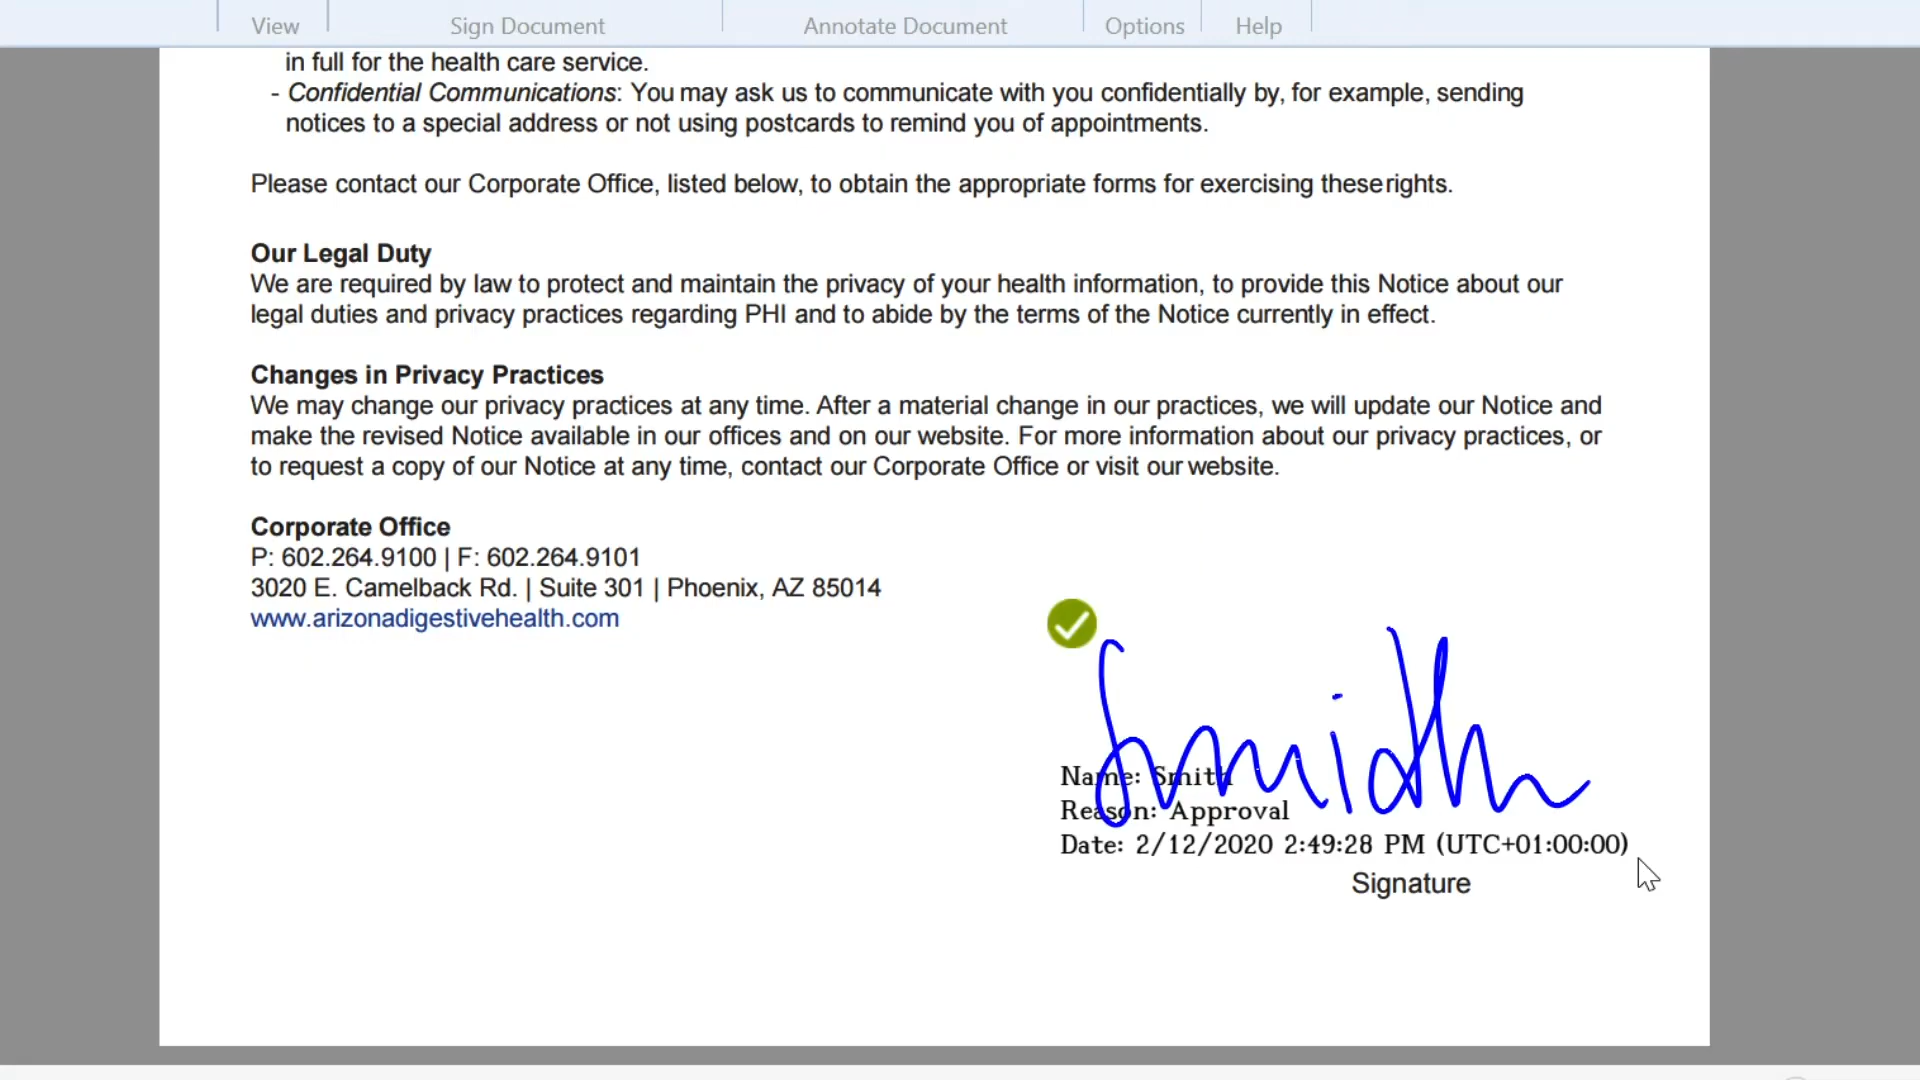 View Sign Document Annotate Document Options Help
in full for the health care service.
- Confidential Communications: You may ask us to communicate with you confidentially by, for example, sending
notices to a special address or not using postcards to remind you of appointments.
Please contact our Corporate Office, listed below, to obtain the appropriate forms for exercising these rights.
Our Legal Duty
We are required by law to protect and maintain the privacy of your health information, to provide this Notice about our
legal duties and privacy practices regarding PHI and to abide by the terms of the Notice currently in effect.
Changes in Privacy Practices
We may change our privacy practices at any time. After a material change in our practices, we will update our Notice and
make the revised Notice available in our offices and on our website. For more information about our privacy practices, or
to request a copy of our Notice at any time, contact our Corporate Office or visit our website.
Corporate Office
P: 602.264.9100 | F: 602.264.9101
3020 E. Camelback Rd. | Suite 301 | Phoenix, AZ 85014
www.arizonadigestivehealth.com
Smith
Name: Smith
Reason: Approval
Date: 2/12/2020 2:49:28 PM (UTC+01:00:00)
Signature